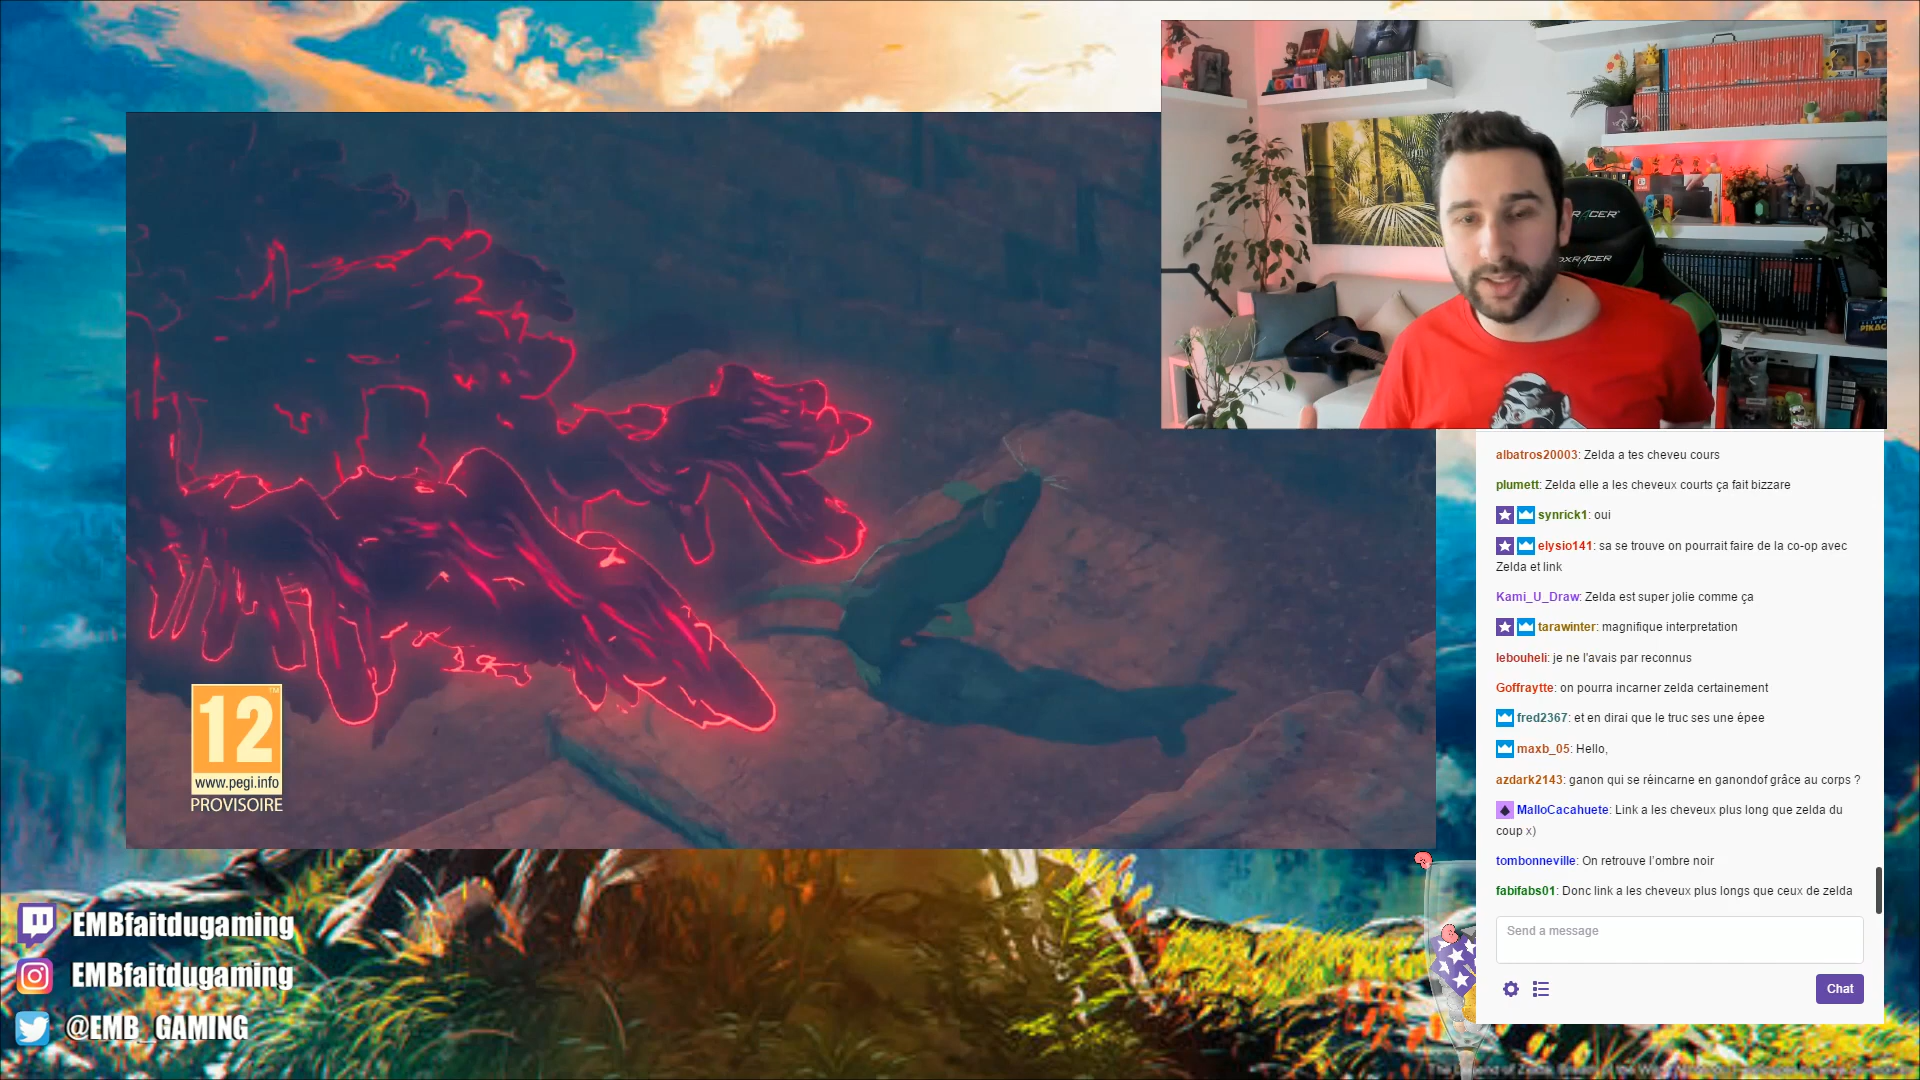 R4CER
DXRACER
albatros20003: Zelda a tes cheveu cours
plumett: Zelda elle a les cheveux courts ça fait bizzare
synrick1: oui
elysio141: sa se trouve on pourrait faire de la co-op avec
Zelda et link
Kami_U_Draw: Zelda est super jolie comme ça
tarawinter: magnifique interpretation
lebouheli: je ne l'avais par reconnus
Goffraytte: on pourra incarner zelda certainement
fred2367: et en dirai que le truc ses une épee
maxb_05: Hello,
azdark2143: ganon qui se réincarne en ganondof grâce au corps ?
MalloCacahuete: Link a les cheveux plus long que zelda du
coup x)
tombonneville: On retrouve l'ombre noir
fabifabs01: Donc link a les cheveux plus longs que ceux de zelda
Send a message
Chat
12
TM
www.pegi.info
PROVISOIRE
EMBfaitdugaming
EMBfaitdugaming
@EMB_GAMING